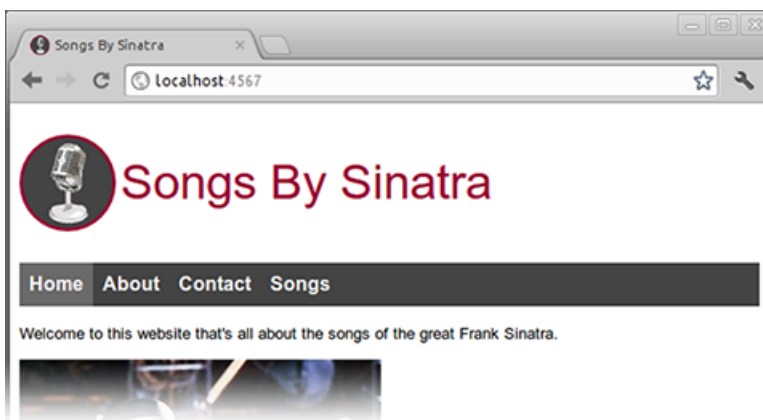 Songs By Sinatra
localhost:4567
Songs By Sinatra
Home About Contact Songs
Welcome to this website that's all about the songs of the great Frank Sinatra.